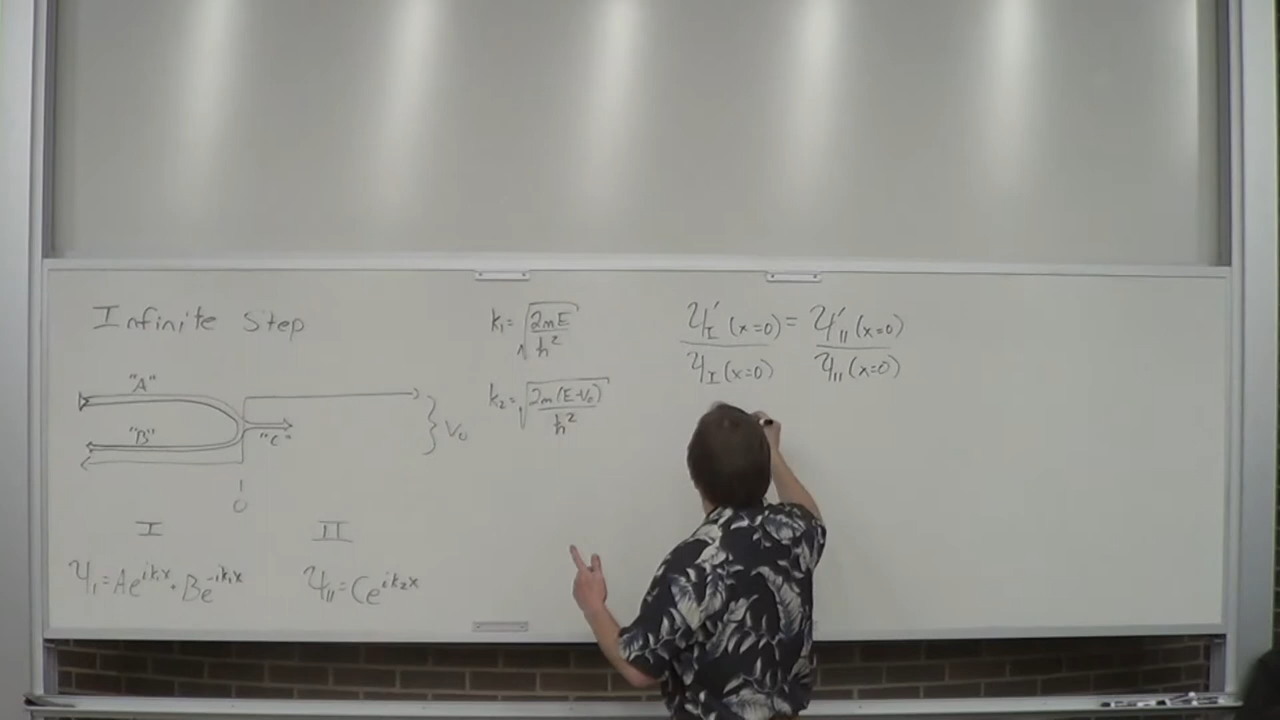 Infinite Step
"A"
"B"
"C"
V₀
0
I
II
Ψ_I = Ae^{ik₁x} + Be^{-ik₁x}
Ψ_II = Ce^{ik₂x}
k₁ = √(2mE/ħ²)
k₂ = √(2m(E-V₀)/ħ²)
Ψ'_I(x=0)/Ψ_I(x=0) = Ψ'_II(x=0)/Ψ_II(x=0)